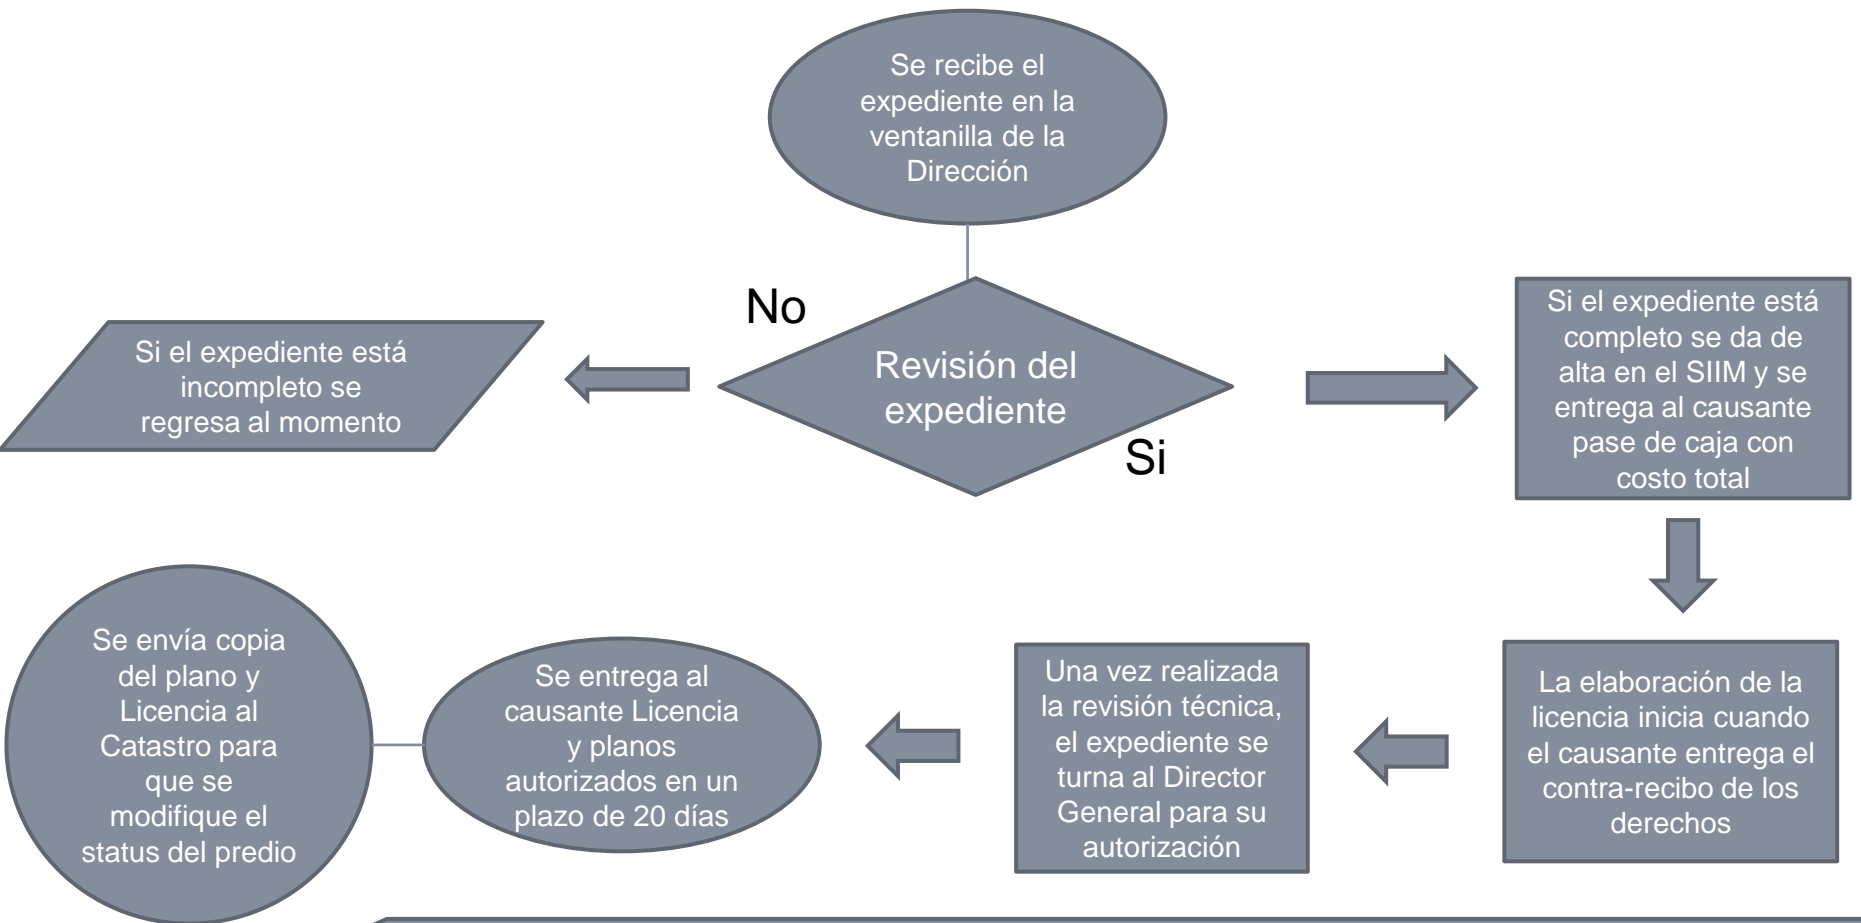 Se recibe el
expediente en la
ventanilla de la
Dirección
No
Revisión del
expediente
Si
Si el expediente está
incompleto se
regresa al momento
Si el expediente está
completo se da de
alta en el SIIM y se
entrega al causante
pase de caja con
costo total
La elaboración de la
licencia inicia cuando
el causante entrega el
contra-recibo de los
derechos
Una vez realizada
la revisión técnica,
el expediente se
turna al Director
General para su
autorización
Se entrega al
causante Licencia
y planos
autorizados en un
plazo de 20 días
Se envía copia
del plano y
Licencia al
Catastro para
que se
modifique el
status del predio